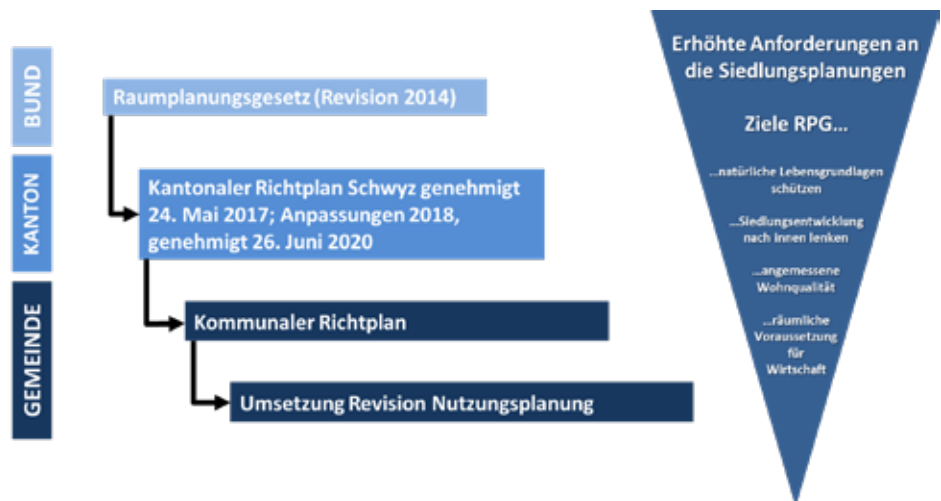 BUND
Raumplanungsgesetz (Revision 2014)
KANTON
Kantonaler Richtplan Schwyz genehmigt
24. Mai 2017; Anpassungen 2018,
genehmigt 26. Juni 2020
GEMEINDE
Kommunaler Richtplan
Umsetzung Revision Nutzungsplanung
Erhöhte Anforderungen an
die Siedlungsplanungen
Ziele RPG...
...natürliche Lebensgrundlagen
schützen
...Siedlungsentwicklung
nach innen lenken
...angemessene
Wohnqualität
...räumliche
Voraussetzung
für
Wirtschaft